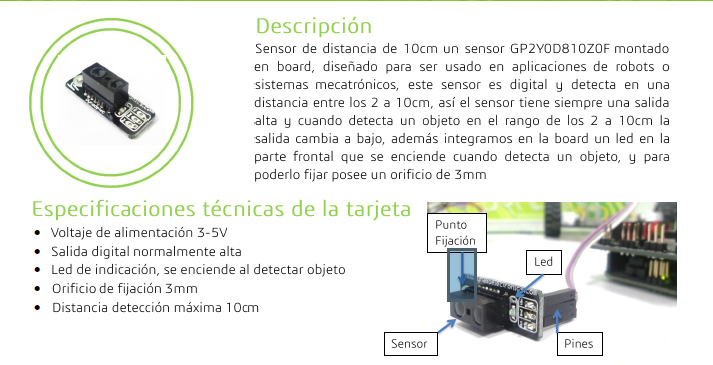 Descripción
Sensor de distancia de 10cm un sensor GP2Y0D810Z0F montado
en board, diseñado para ser usado en aplicaciones de robots o
sistemas mecatrónicos, este sensor es digital y detecta en una
distancia entre los 2 a 10cm, así el sensor tiene siempre una salida
alta y cuando detecta un objeto en el rango de los 2 a 10cm la
salida cambia a bajo, además integramos en la board un led en la
parte frontal que se enciende cuando detecta un objeto, y para
poderlo fijar posee un orificio de 3mm
Especificaciones técnicas de la tarjeta
• Voltaje de alimentación 3-5V
• Salida digital normalmente alta
• Led de indicación, se enciende al detectar objeto
• Orificio de fijación 3mm
• Distancia detección máxima 10cm
Punto
Fijación
Led
Sensor
Pines